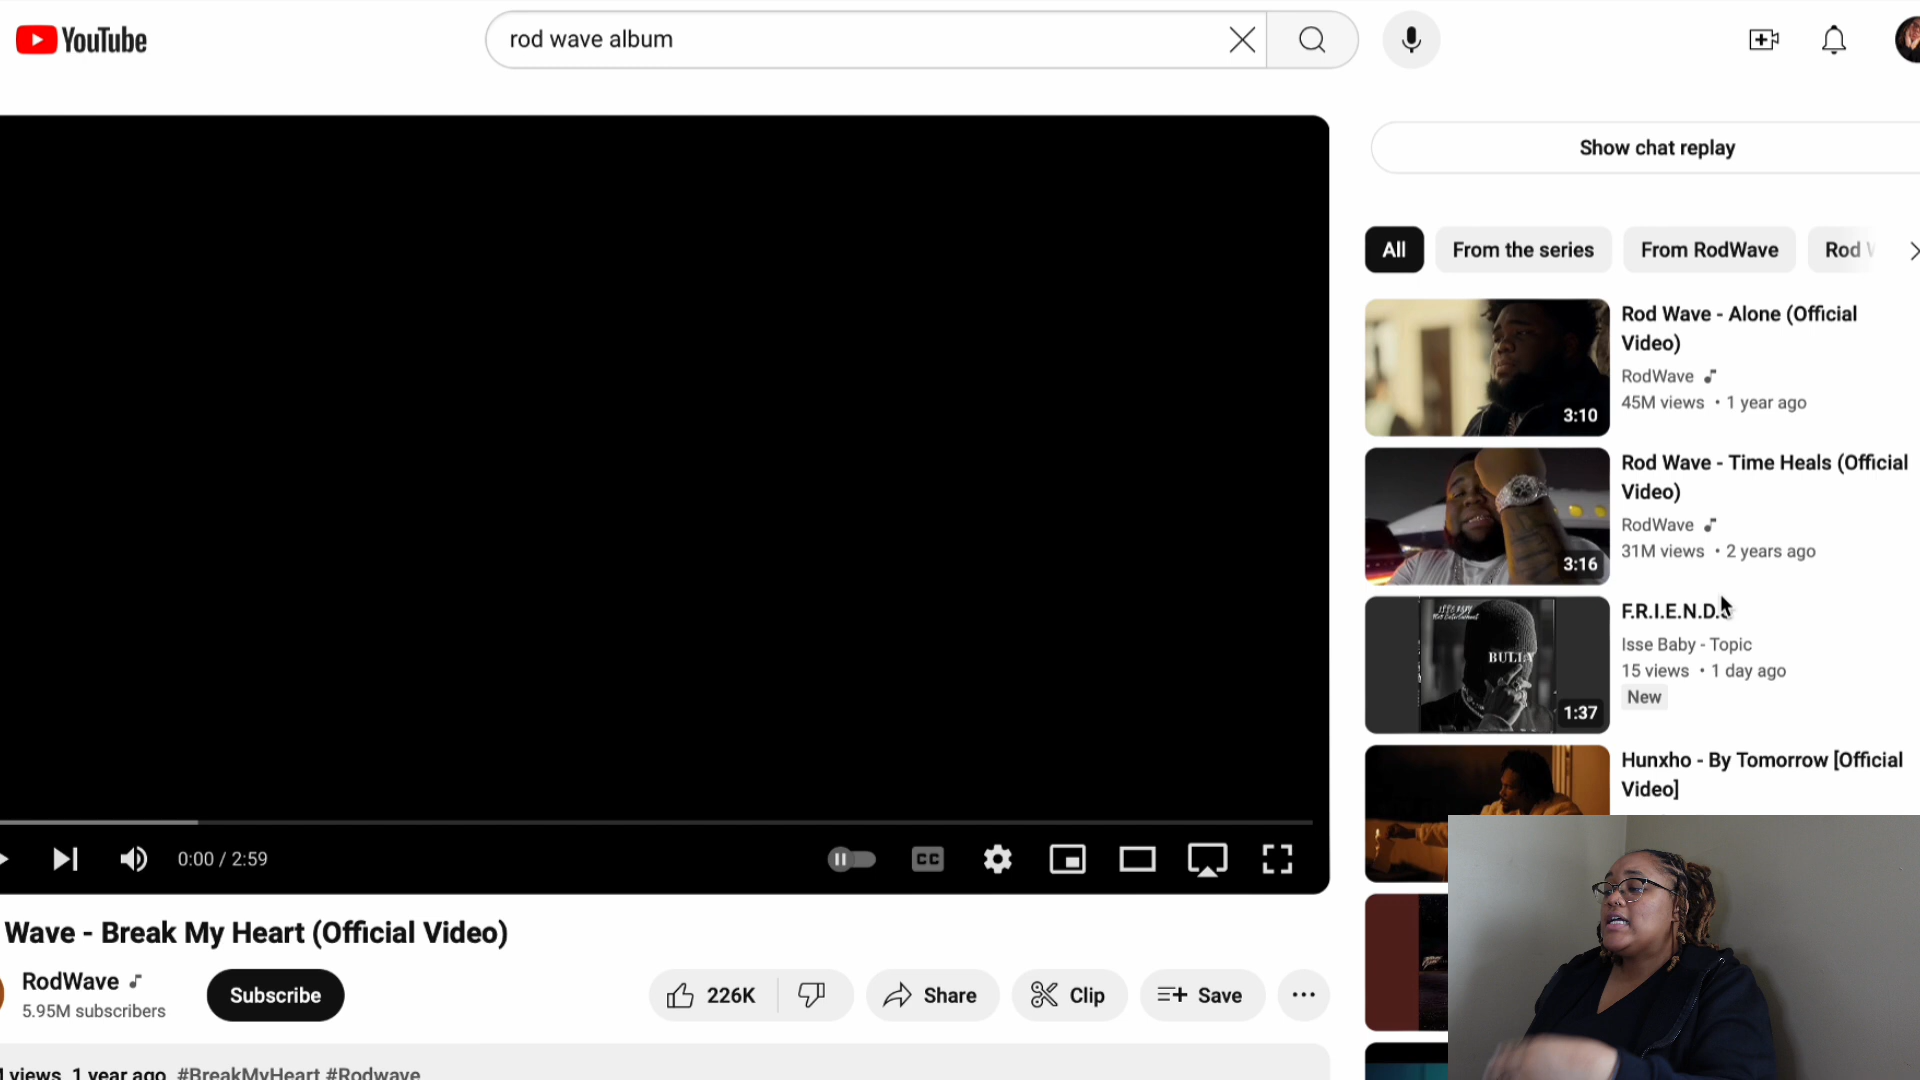 YouTube
rod wave album
Show chat replay
All
From the series
From RodWave
Rod
Rod Wave - Alone (Official
Video)
RodWave
45M views • 1 year ago
3:10
Rod Wave - Time Heals (Official
Video)
RodWave
31M views • 2 years ago
3:16
F.R.I.E.N.D.S
Isse Baby - Topic
15 views • 1 day ago
New
BULLY
1:37
Hunxho - By Tomorrow [Official
Video]
0:00 / 2:59
CC
Wave - Break My Heart (Official Video)
RodWave
5.95M subscribers
Subscribe
226K
Share
Clip
Save
views 1 year ago #BreakMyHeart #Rodwave